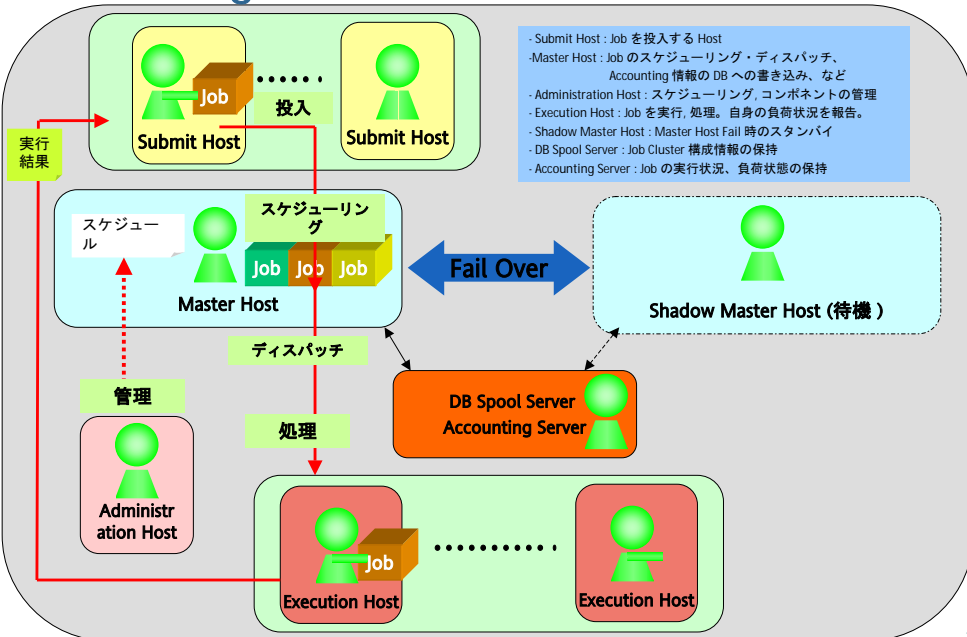 - Submit Host : Job を投入する Host
-Master Host : Job のスケジューリング・ディスパッチ、
Accounting 情報の DB への書き込み、など
- Administration Host : スケジューリング, コンポーネントの管理
- Execution Host : Job を実行, 処理。自身の負荷状況を報告。
- Shadow Master Host : Master Host Fail 時のスタンバイ
- DB Spool Server : Job Cluster 構成情報の保持
- Accounting Server : Job の実行状況、負荷状態の保持
Job
投入
Submit Host
Submit Host
実行
結果
スケジュー
ル
スケジューリン
グ
Job
Job
Job
Master Host
Fail Over
Shadow Master Host (待機 )
ディスパッチ
管理
処理
DB Spool Server
Accounting Server
Administr
ation Host
Job
Execution Host
Execution Host